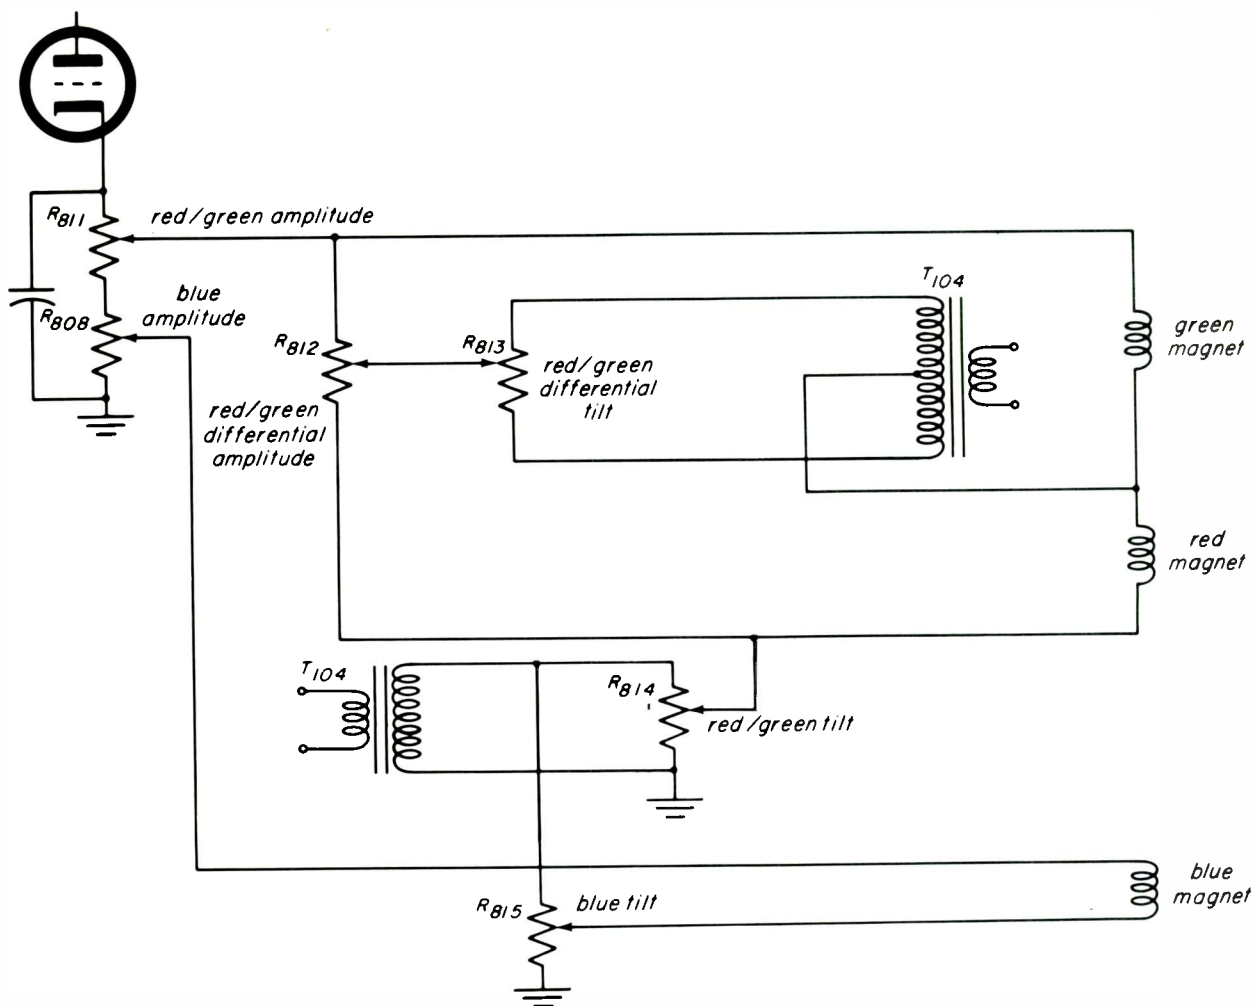 R811
red/green amplitude
blue
amplitude
R808
T104
green
magnet
R812
R813
red/green
differential
tilt
red/green
differential
amplitude
red
magnet
T104
R814
red/green tilt
blue
magnet
R815
blue tilt